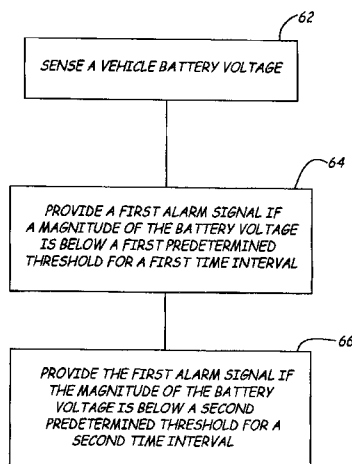 62
SENSE A VEHICLE BATTERY VOLTAGE
64
PROVIDE A FIRST ALARM SIGNAL IF
A MAGNITUDE OF THE BATTERY VOLTAGE
IS BELOW A FIRST PREDETERMINED
THRESHOLD FOR A FIRST TIME INTERVAL
66
PROVIDE THE FIRST ALARM SIGNAL IF
THE MAGNITUDE OF THE BATTERY
VOLTAGE IS BELOW A SECOND
PREDETERMINED THRESHOLD FOR A
SECOND TIME INTERVAL